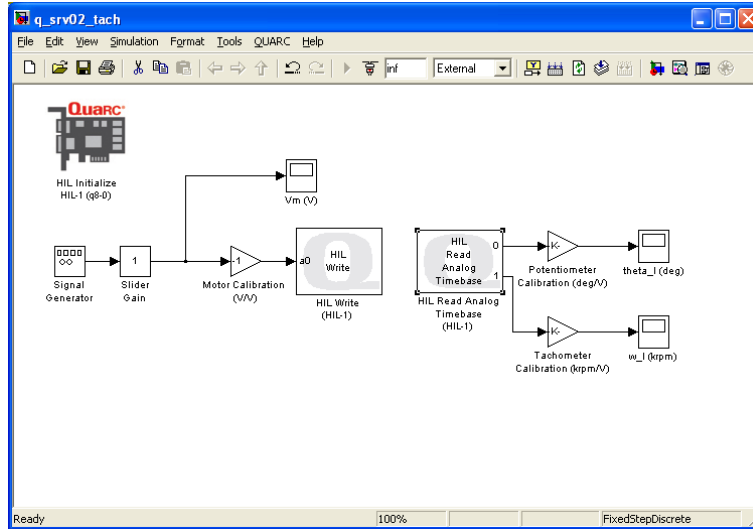 q_srv02_tach
File Edit View Simulation Format Tools QUARC Help
inf External
QUARC
HIL Initialize
HIL-1 (q8-0)
Vm (V)
Signal
Generator
1
Slider
Gain
-1
Motor Calibration
(V/V)
a0
HIL
Write
HIL Write
(HIL-1)
HIL
Read
Analog
Timebase
0
1
HIL Read Analog
Timebase
(HIL-1)
K-
Potentiometer
Calibration (deg/V)
theta_l (deg)
K-
Tachometer
Calibration (krpm/V)
w_l (krpm)
Ready 100% FixedStepDiscrete